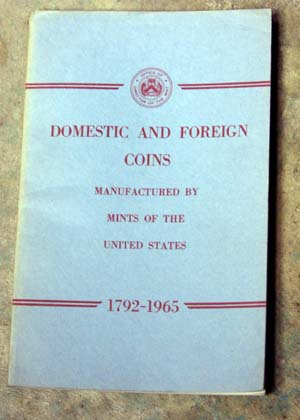 DOMESTIC AND FOREIGN
COINS
MANUFACTURED BY
MINTS OF THE
UNITED STATES
1792–1965